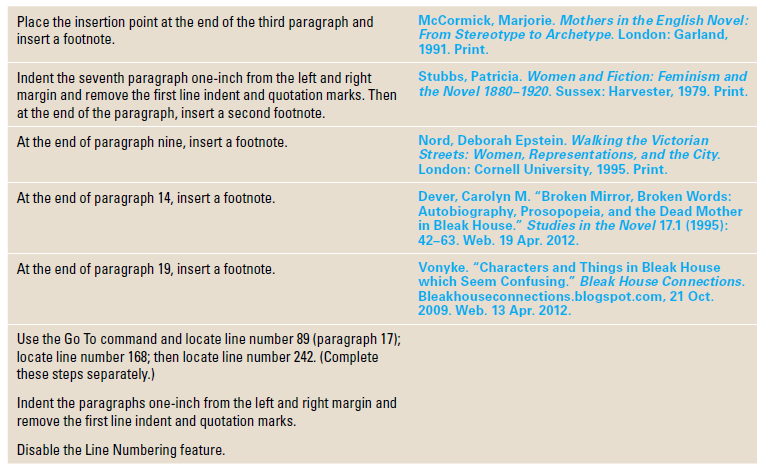 Place the insertion point at the end of the third paragraph and
insert a footnote.
McCormick, Marjorie. Mothers in the English Novel:
From Stereotype to Archetype. London: Garland,
1991. Print.
Indent the seventh paragraph one-inch from the left and right
margin and remove the first line indent and quotation marks. Then
at the end of the paragraph, insert a second footnote.
Stubbs, Patricia. Women and Fiction: Feminism and
the Novel 1880–1920. Sussex: Harvester, 1979. Print.
At the end of paragraph nine, insert a footnote.
Nord, Deborah Epstein. Walking the Victorian
Streets: Women, Representations, and the City.
London: Cornell University, 1995. Print.
At the end of paragraph 14, insert a footnote.
Dever, Carolyn M. “Broken Mirror, Broken Words:
Autobiography, Prosopopeia, and the Dead Mother
in Bleak House.” Studies in the Novel 17.1 (1995):
42–63. Web. 19 Apr. 2012.
At the end of paragraph 19, insert a footnote.
Vonyke. “Characters and Things in Bleak House
which Seem Confusing.” Bleak House Connections.
Bleakhouseconnections.blogspot.com, 21 Oct.
2009. Web. 13 Apr. 2012.
Use the Go To command and locate line number 89 (paragraph 17);
locate line number 168; then locate line number 242. (Complete
these steps separately.)
Indent the paragraphs one-inch from the left and right margin and
remove the first line indent and quotation marks.
Disable the Line Numbering feature.